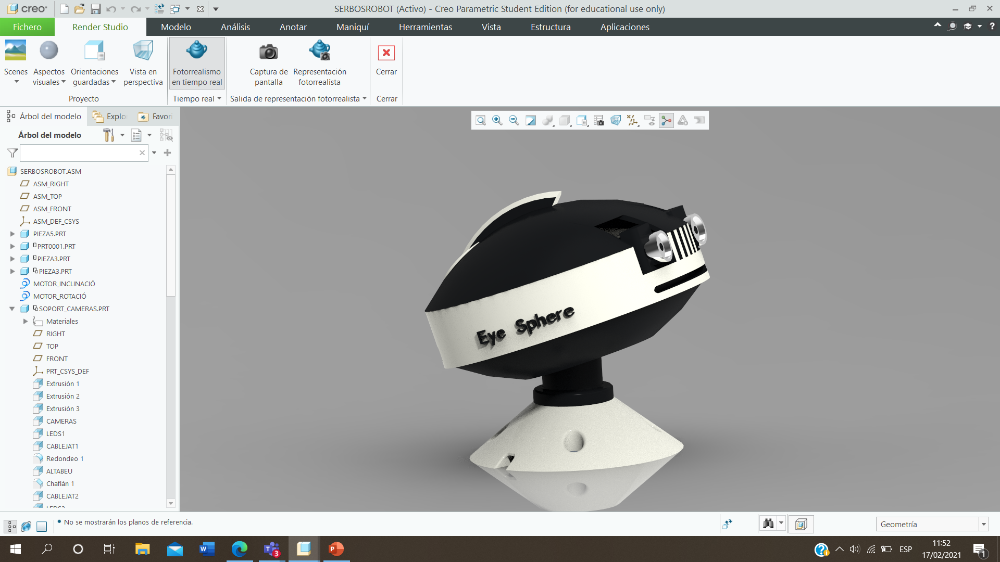 creo
SERBOSROBOT (Activo) - Creo Parametric Student Edition (for educational use only)
Fichero
Render Studio
Modelo
Análisis
Anotar
Maniquí
Herramientas
Vista
Estructura
Aplicaciones
Scenes
Aspectos
visuales
Orientaciones
guardadas
Vista en
perspectiva
Fotorrealismo
en tiempo real
Captura de
pantalla
Representación
fotorrealista
Cerrar
Proyecto
Tiempo real
Salida de representación fotorrealista
Cerrar
Árbol del modelo
Explo
Favori
Árbol del modelo
SERBOSROBOT.ASM
ASM_RIGHT
ASM_TOP
ASM_FRONT
ASM_DEF_CSYS
PIEZA5.PRT
PRT0001.PRT
PIEZA3.PRT
PIEZA3.PRT
MOTOR_INCLINACIÓ
MOTOR_ROTACIÓ
SOPORT_CAMERAS.PRT
Materiales
RIGHT
TOP
FRONT
PRT_CSYS_DEF
Extrusión 1
Extrusión 2
Extrusión 3
CAMERAS
LEDS1
CABLEJAT1
Redondeo 1
ALTABEU
Chaflán 1
CABLEJAT2
Eye Sphere
No se mostrarán los planos de referencia.
Geometría
ESP
11:52
17/02/2021
3
1